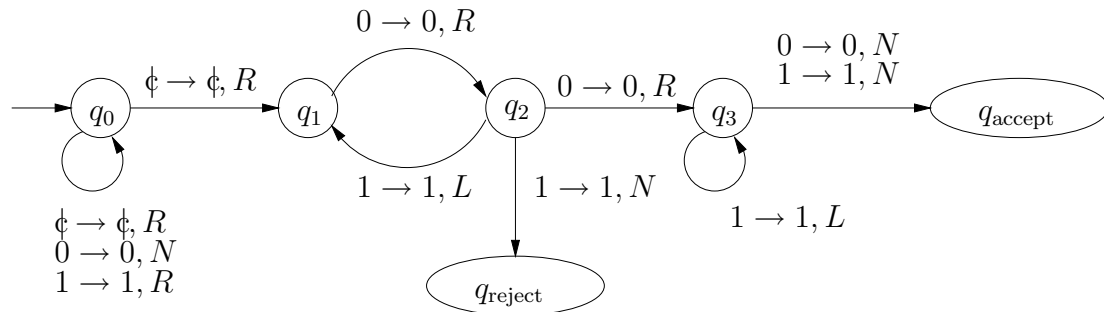 0 → 0, R
0 → 0, N
1 → 1, N
¢ → ¢, R
0 → 0, R
q0
q1
q2
q3
qaccept
1 → 1, L
1 → 1, N
1 → 1, L
¢ → ¢, R
0 → 0, N
1 → 1, R
qreject